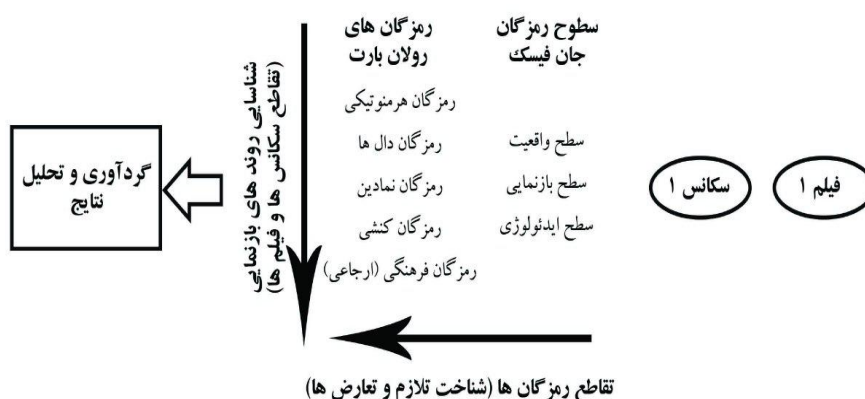 فیلم ۱
سکانس ۱
سطوح رمزگان
جان فیسک
سطح واقعیت
سطح بازنمایی
سطح ایدئولوژی
رمزگان های
رولان بارت
رمزگان هرمنوتیکی
رمزگان دال ها
رمزگان نمادین
رمزگان کنشی
رمزگان فرهنگی (ارجاعی)
شناسایی روند های بازنمایی
(تقاطع سکانس ها و فیلم ها)
گردآوری و تحلیل
نتایج
تقاطع رمزگان ها (شناخت تلازم و تعارض ها)